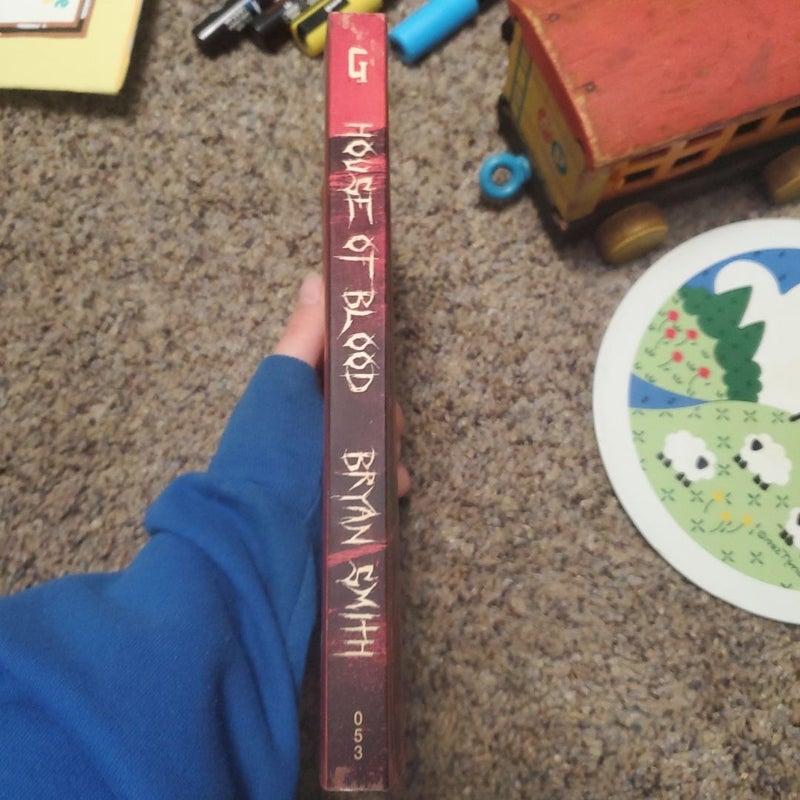 G
HOUSE OF BLOOD
BRYAN SMITH
053